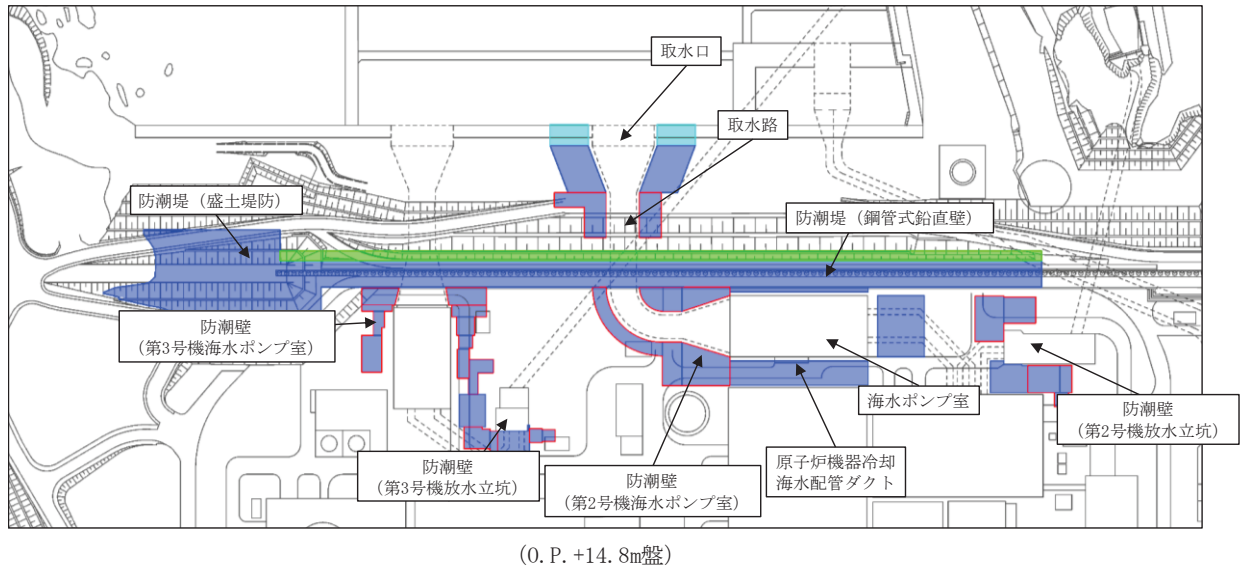 取水口
取水路
防潮堤（盛土堤防）
防潮堤（鋼管式鉛直壁）
防潮壁
（第3号機海水ポンプ室）
海水ポンプ室
防潮壁
（第2号機放水立坑）
防潮壁
（第3号機放水立坑）
防潮壁
（第2号機海水ポンプ室）
原子炉機器冷却
海水配管ダクト
(O.P.+14.8m盤)